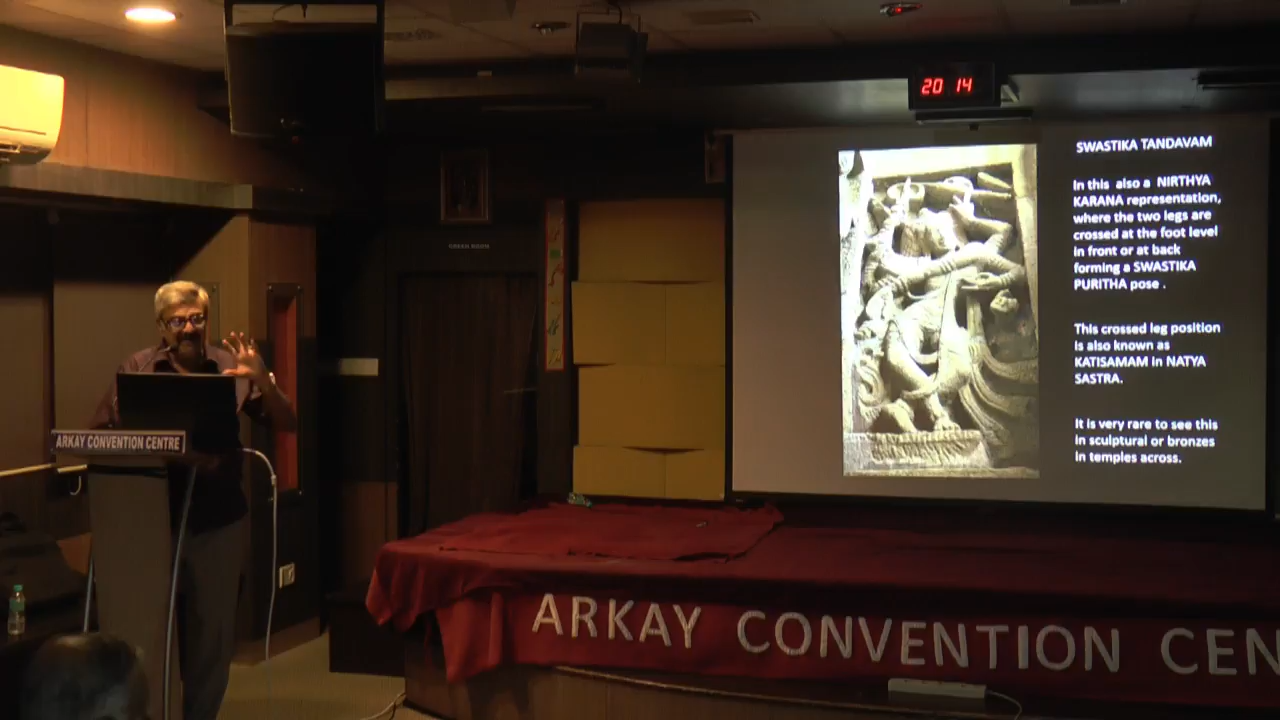 20 14
SWASTIKA TANDAVAM
In this also a NIRTHYA
KARANA representation,
where the two legs are
crossed at the foot level
in front or at back
forming a SWASTIKA
PURITHA pose .
This crossed leg position
is also known as
KATISAMAM in NATYA
SASTRA.
It is very rare to see this
in sculptural or bronzes
in temples across.
ARKAY CONVENTION CENTRE
ARKAY CONVENTION CEN